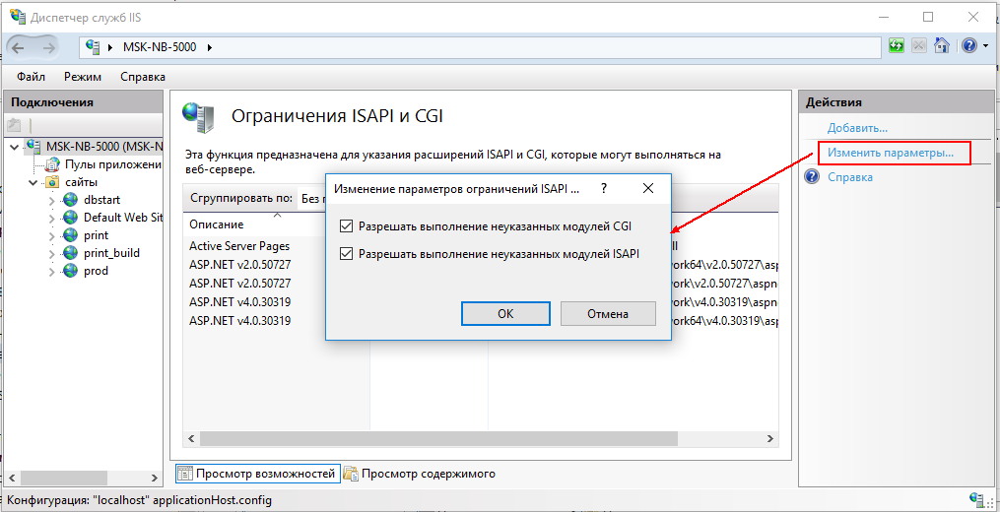 Диспетчер служб IIS
MSK-NB-5000
Файл Режим Справка
Подключения
MSK-NB-5000 (MSK-N
Пулы приложени
сайты
dbstart
Default Web Sit
print
print_build
prod
Ограничения ISAPI и CGI
Эта функция предназначена для указания расширений ISAPI и CGI, которые могут выполняться на
веб-сервере.
Сгруппировать по: Без
Описание
Active Server Pages
ASP.NET v2.0.50727
ASP.NET v2.0.50727
ASP.NET v4.0.30319
ASP.NET v4.0.30319
ll
work64\v2.0.50727\asp
work\v2.0.50727\aspn
work\v4.0.30319\aspn
work64\v4.0.30319\asp
Изменение параметров ограничений ISAPI ... ?
Разрешать выполнение неуказанных модулей CGI
Разрешать выполнение неуказанных модулей ISAPI
ОК Отмена
Просмотр возможностей Просмотр содержимого
Действия
Добавить...
Изменить параметры...
Справка
Конфигурация: "localhost" applicationHost.config